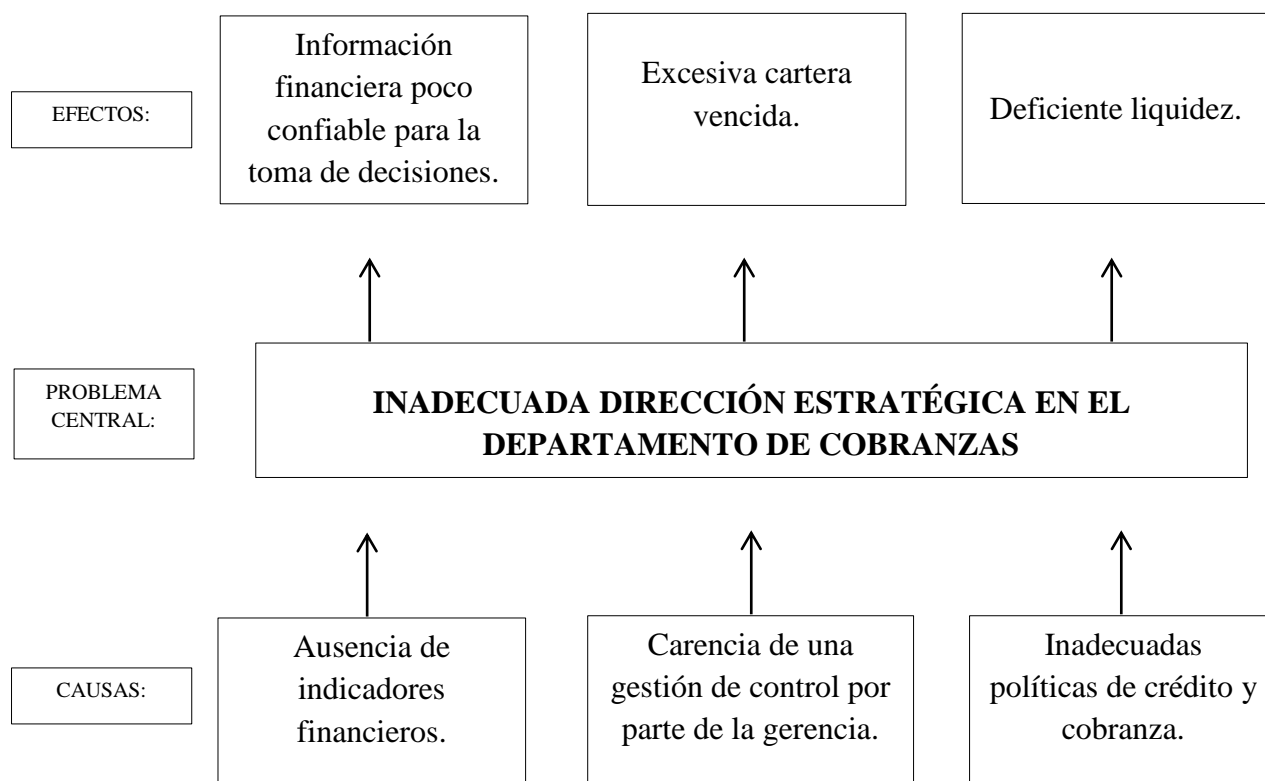 EFECTOS:
Información
financiera poco
confiable para la
toma de decisiones.
Excesiva cartera
vencida.
Deficiente liquidez.
PROBLEMA
CENTRAL:
INADECUADA DIRECCIÓN ESTRATÉGICA EN EL
DEPARTAMENTO DE COBRANZAS
CAUSAS:
Ausencia de
indicadores
financieros.
Carencia de una
gestión de control por
parte de la gerencia.
Inadecuadas
políticas de crédito y
cobranza.